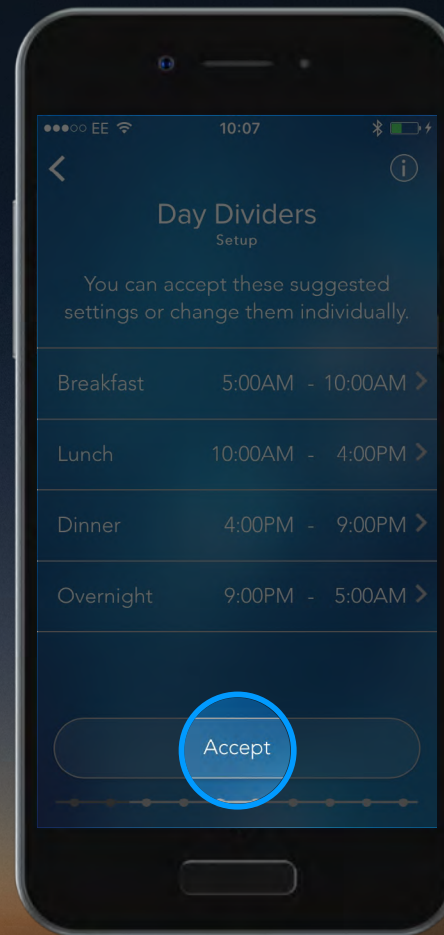 EE 10:07
Day Dividers
Setup
You can accept these suggested
settings or change them individually.
Breakfast 5:00AM - 10:00AM
Lunch 10:00AM - 4:00PM
Dinner 4:00PM - 9:00PM
Overnight 9:00PM - 5:00AM
Accept